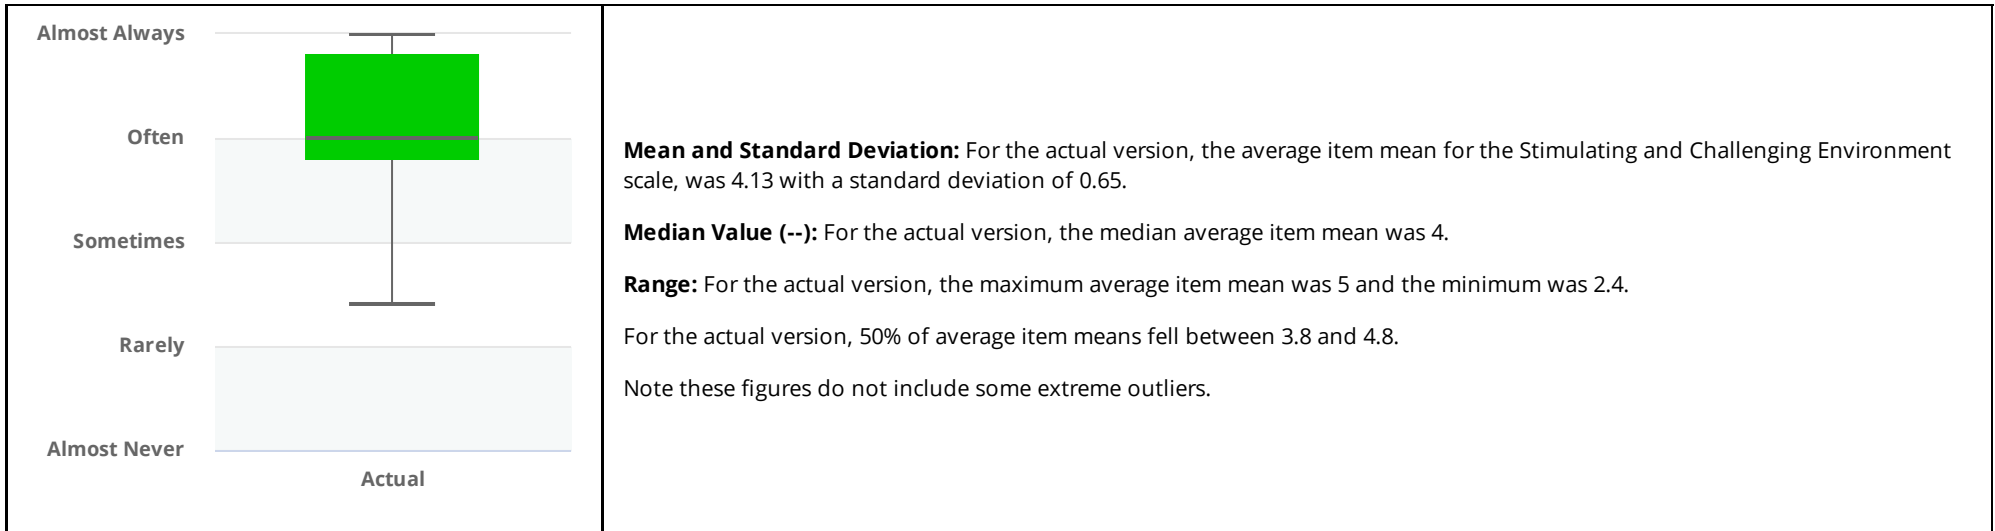 Almost Always
Often
Sometimes
Rarely
Almost Never
Actual
Mean and Standard Deviation: For the actual version, the average item mean for the Stimulating and Challenging Environment
scale, was 4.13 with a standard deviation of 0.65.
Median Value (--): For the actual version, the median average item mean was 4.
Range: For the actual version, the maximum average item mean was 5 and the minimum was 2.4.
For the actual version, 50% of average item means fell between 3.8 and 4.8.
Note these figures do not include some extreme outliers.